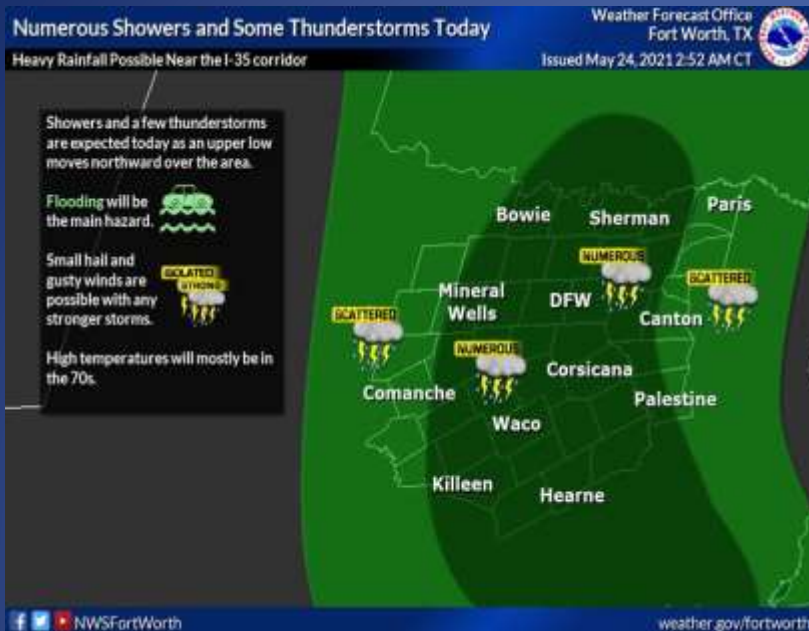 Numerous Showers and Some Thunderstorms Today
Weather Forecast Office
Fort Worth, TX
Heavy Rainfall Possible Near the I-35 corridor
Issued May 24, 2021 2:52 AM CT
Showers and a few thunderstorms
are expected today as an upper low
moves northward over the area.
Flooding will be
the main hazard.
Small hail and
gusty winds are
possible with any
stronger storms.
ISOLATED
STRONG
High temperatures will mostly be in
the 70s.
Bowie
Sherman
Paris
NUMEROUS
SCATTERED
Mineral
Wells
DFW
Canton
SCATTERED
NUMEROUS
Comanche
Corsicana
Palestine
Waco
Killeen
Hearne
NWSFortWorth
weather.gov/fortworth